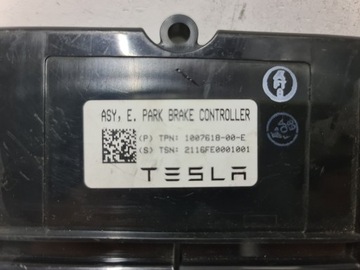 ASY, E. PARK BRAKE CONTROLLER
(P) TPN: 1007618-00-E
(S) TSN: 2116FE0001001
TESLA